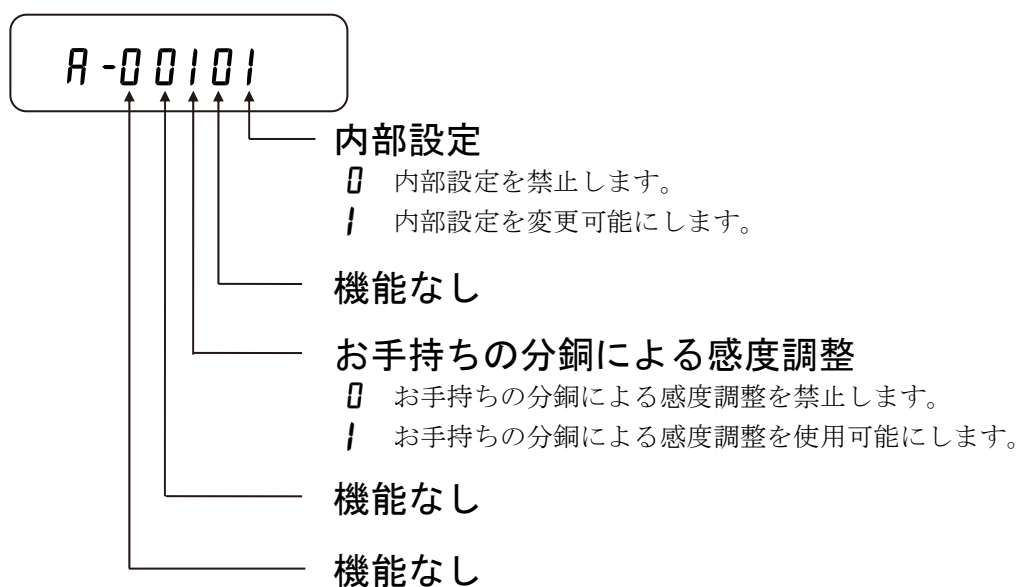 A-00101
内部設定
0 内部設定を禁止します。
1 内部設定を変更可能にします。
機能なし
お手持ちの分銅による感度調整
0 お手持ちの分銅による感度調整を禁止します。
1 お手持ちの分銅による感度調整を使用可能にします。
機能なし
機能なし